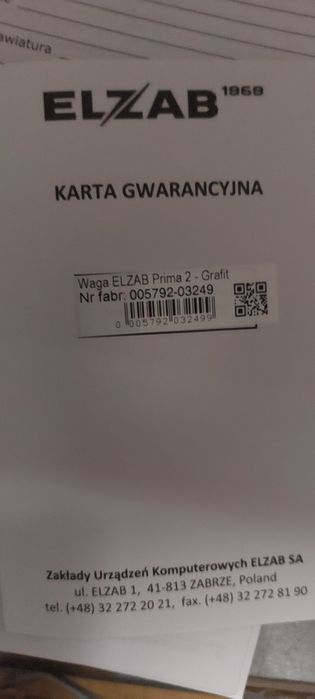 awiatura
ELZAB 1969
KARTA GWARANCYJNA
Waga ELZAB Prima 2 - Grafit
Nr fabr: 005792-03249
0 005792 032499
Zakłady Urządzeń Komputerowych ELZAB SA
ul. ELZAB 1, 41-813 ZABRZE, Poland
tel. (+48) 32 272 20 21, fax. (+48) 32 272 81 90